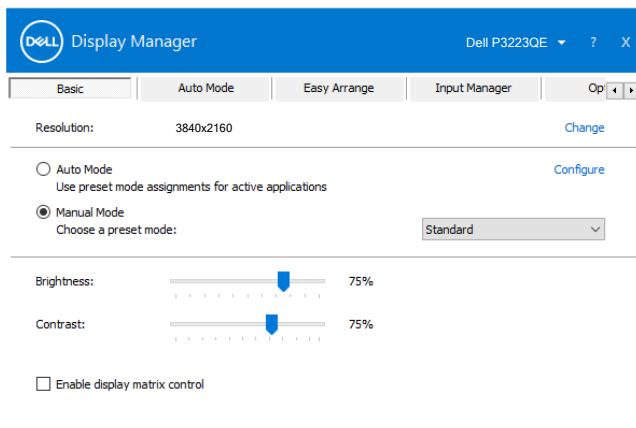 DELL Display Manager Dell P3223QE ? X
Basic Auto Mode Easy Arrange Input Manager Op
Resolution: 3840x2160 Change
Auto Mode Configure
Use preset mode assignments for active applications
Manual Mode
Choose a preset mode: Standard
Brightness: 75%
Contrast: 75%
Enable display matrix control